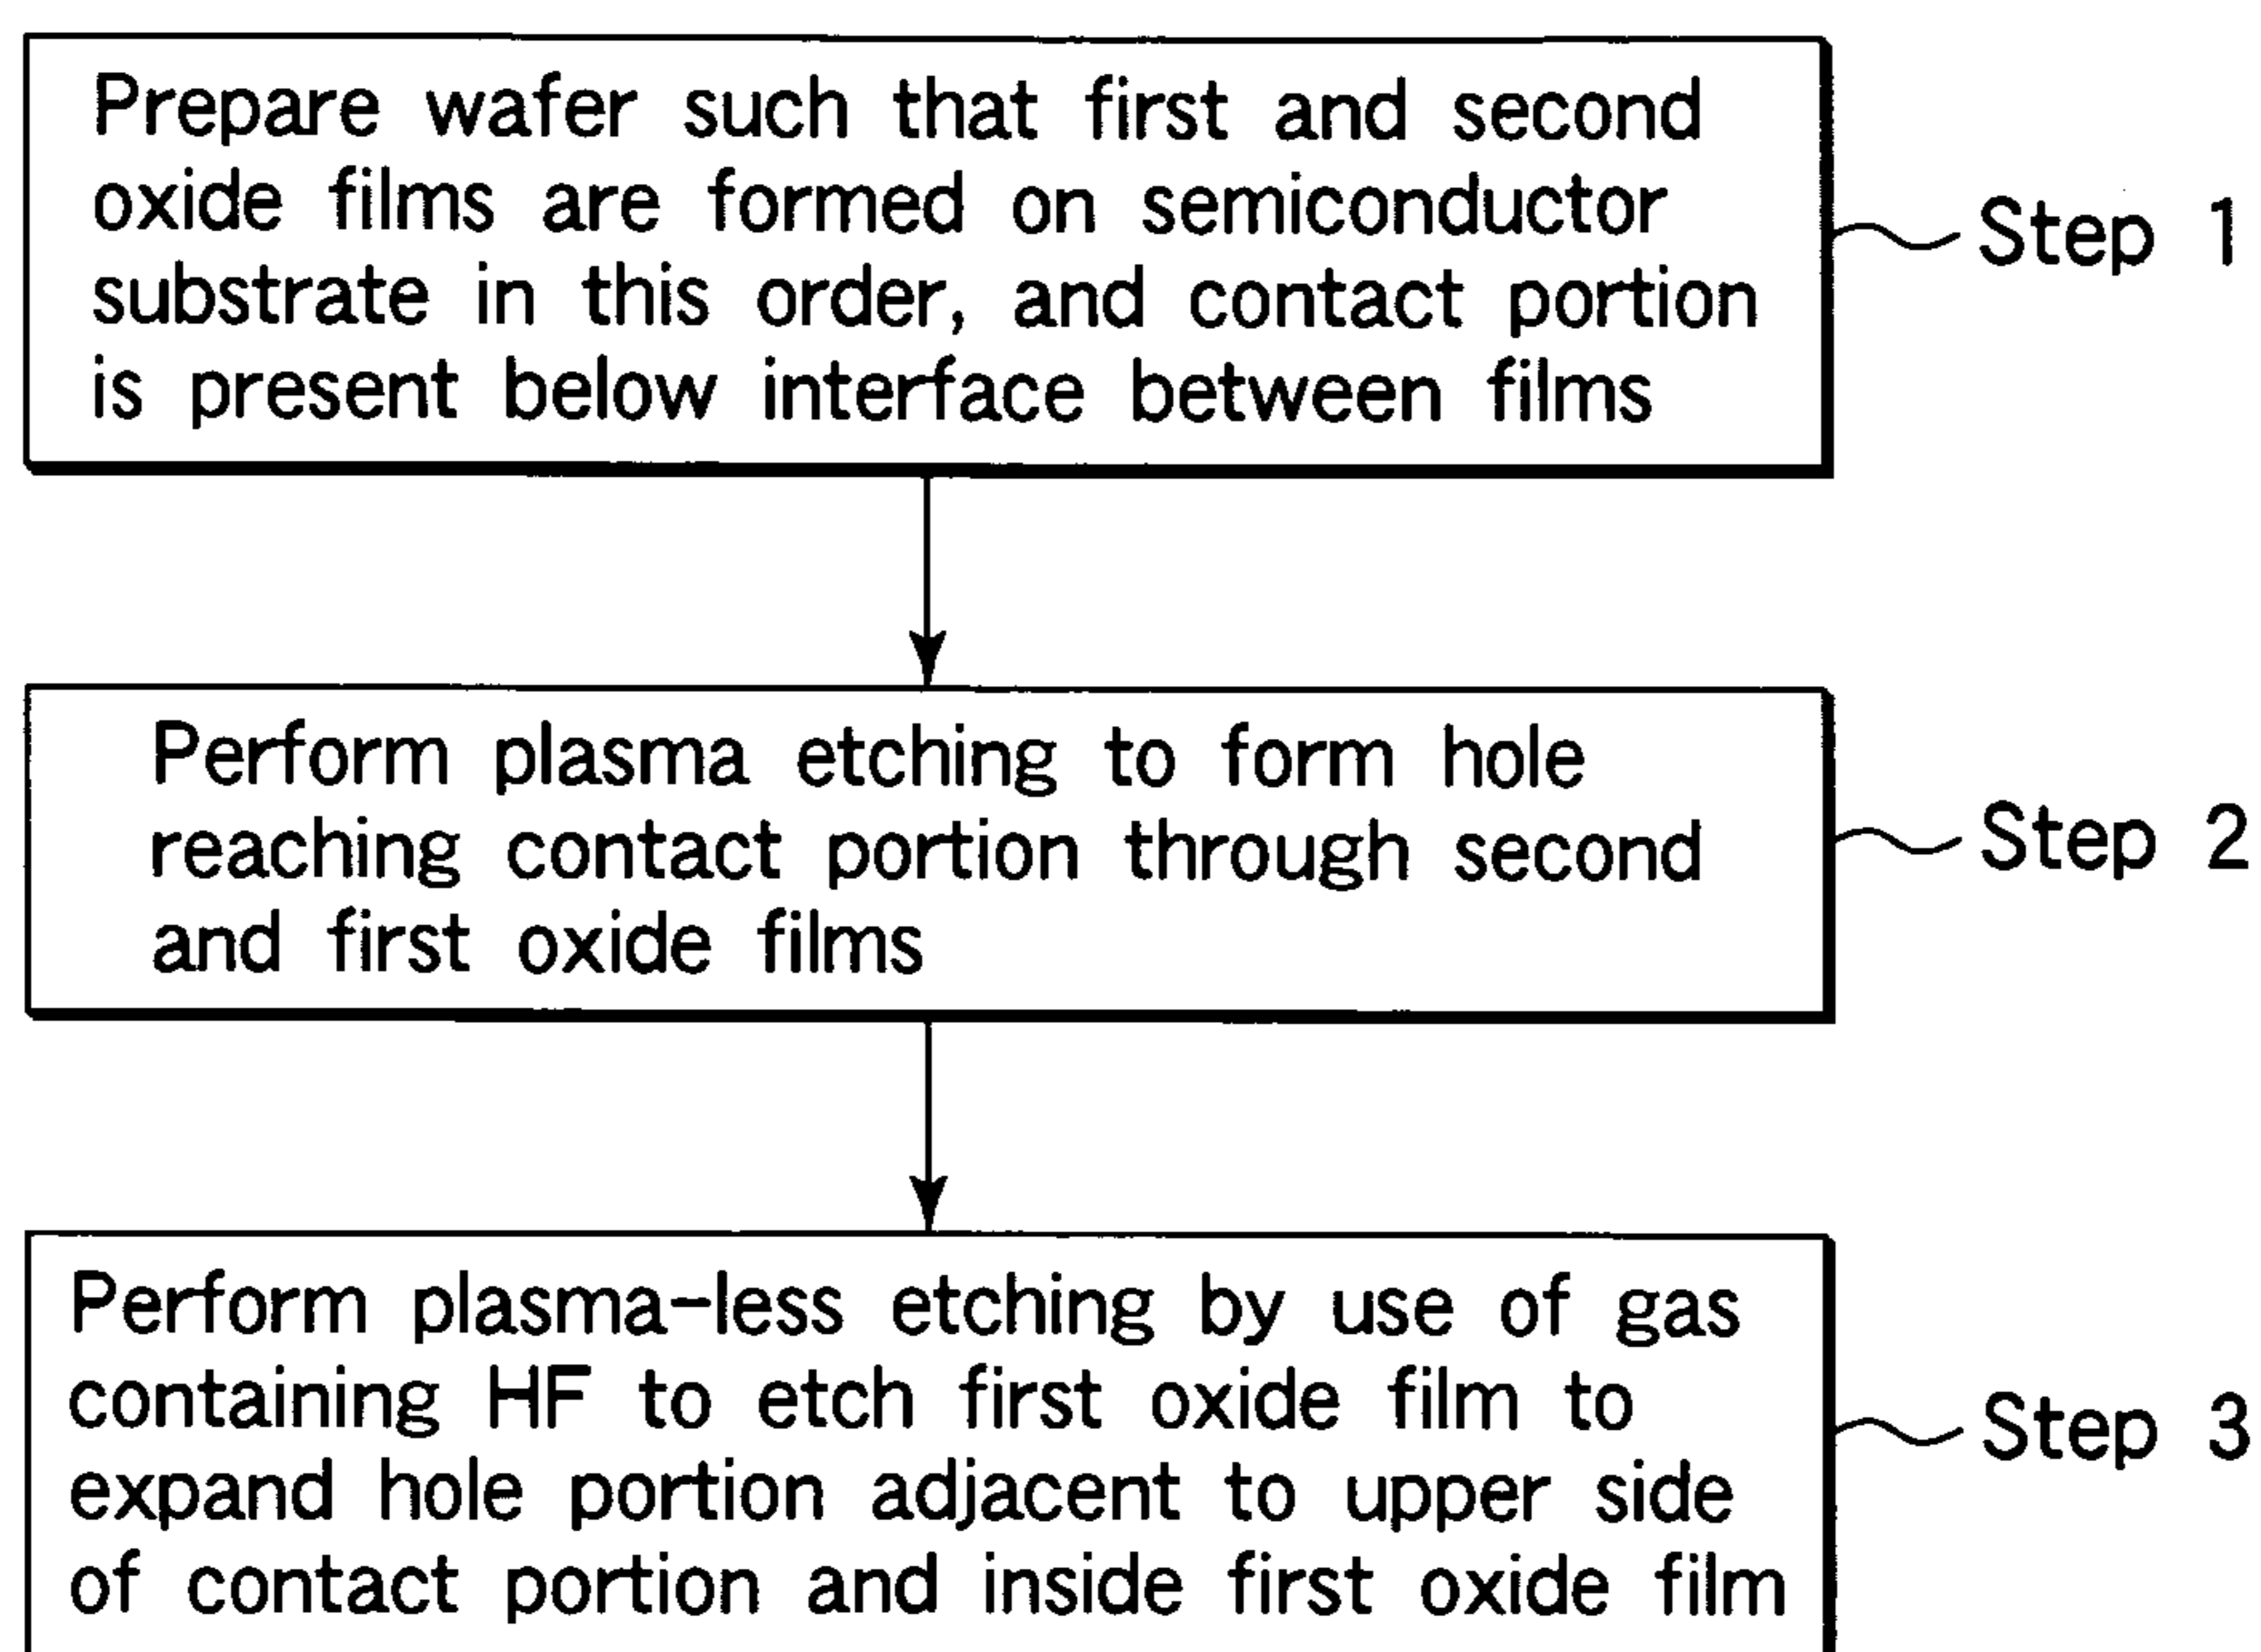 Prepare wafer such that first and second
oxide films are formed on semiconductor
substrate in this order, and contact portion
is present below interface between films
Step 1
Perform plasma etching to form hole
reaching contact portion through second
and first oxide films
Step 2
Perform plasma-less etching by use of gas
containing HF to etch first oxide film to
expand hole portion adjacent to upper side
of contact portion and inside first oxide film
Step 3